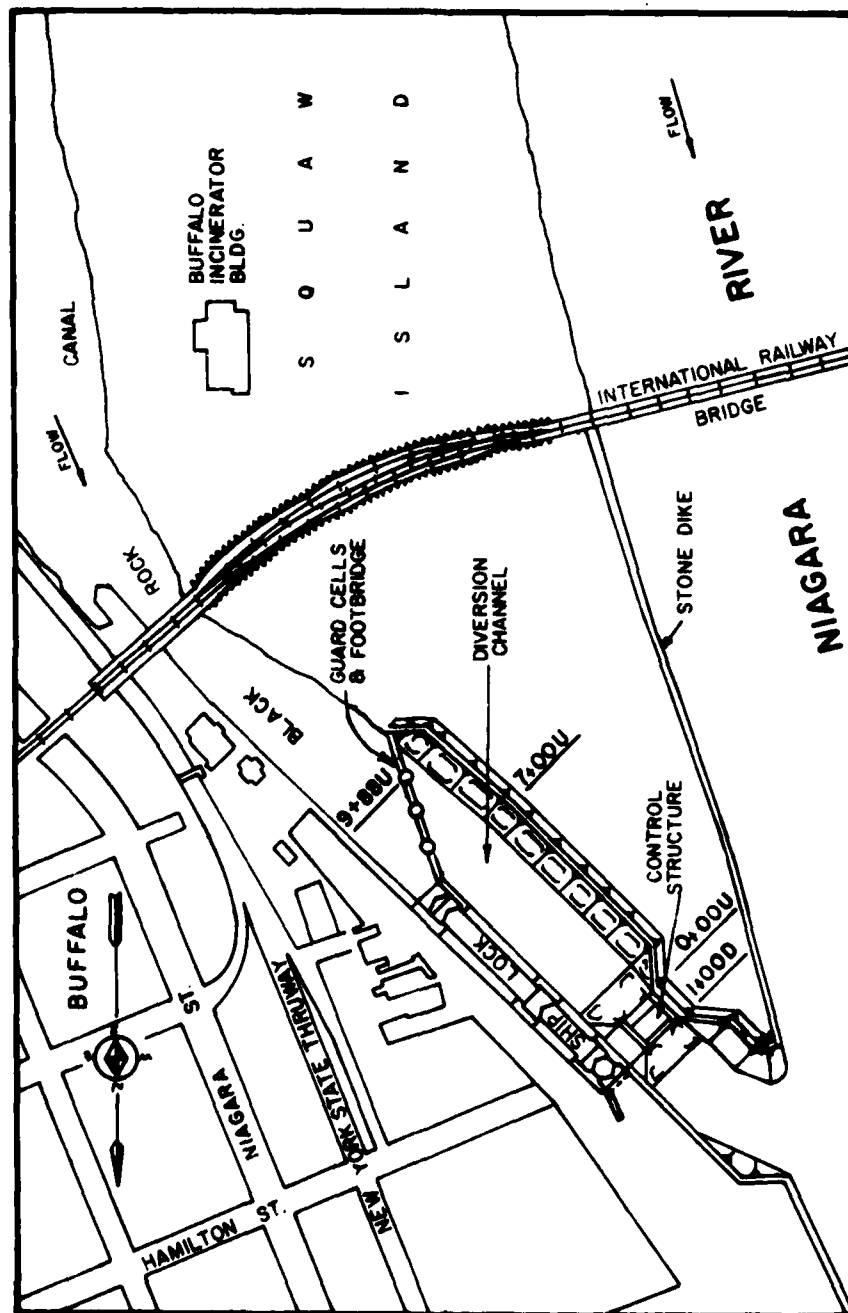 BUFFALO
HAMILTON ST.
NIAGARA ST.
NEW YORK STATE THRUWAY
N
FLOW
CANAL
ROCK
BLACK
BUFFALO
INCINERATOR
BLDG.
SQUAW
ISLAND
FLOW
RIVER
NIAGARA
INTERNATIONAL RAILWAY
BRIDGE
STONE DIKE
GUARD CELLS
& FOOTBRIDGE
DIVERSION
CHANNEL
9+88U
7+00U
CONTROL
STRUCTURE
0+00U
1+00D
SHIP LOCK